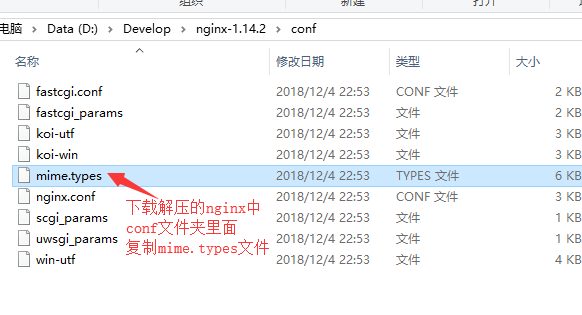 组织
新建
打开
电脑 > Data (D:) > Develop > nginx-1.14.2 > conf
名称 修改日期 类型 大小
fastcgi.conf 2018/12/4 22:53 CONF 文件 2 KB
fastcgi_params 2018/12/4 22:53 文件 2 KB
koi-utf 2018/12/4 22:53 文件 3 KB
koi-win 2018/12/4 22:53 文件 3 KB
mime.types 2018/12/4 22:53 TYPES 文件 6 KB
nginx.conf 2018/12/4 22:53 CONF 文件 3 KB
scgi_params 2018/12/4 22:53 文件 1 KB
uwsgi_params 2018/12/4 22:53 文件 1 KB
win-utf 2018/12/4 22:53 文件 4 KB
下载解压的nginx中
conf文件夹里面
复制mime.types文件